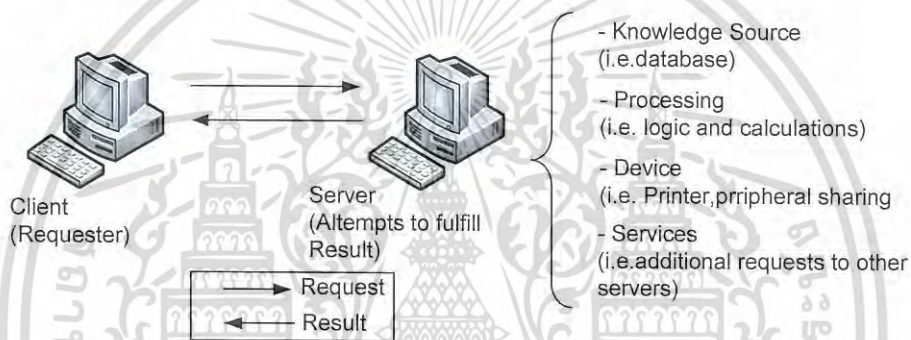 Client
(Requester)
Server
(Altempts to fulfill
Result)
Request
Result
- Knowledge Source
(i.e.database)
- Processing
(i.e. logic and calculations)
- Device
(i.e. Printer,prripheral sharing
- Services
(i.e.additional requests to other
servers)